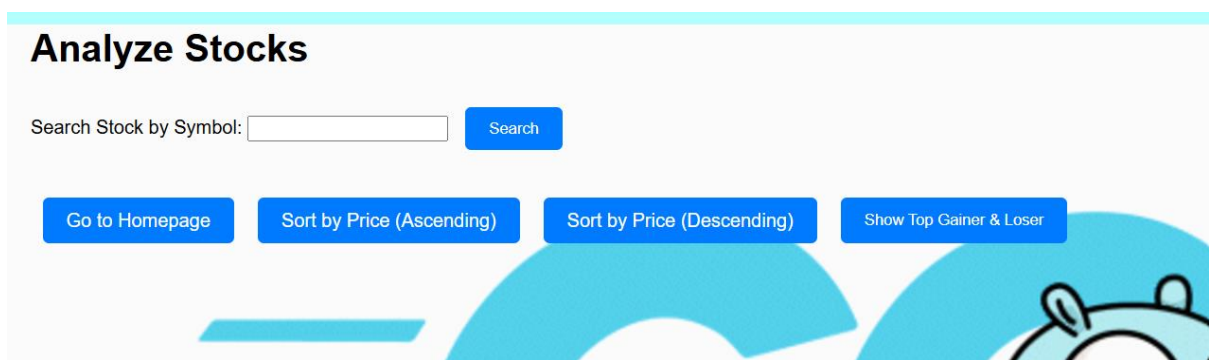 Analyze Stocks
Search Stock by Symbol: Search
Go to Homepage Sort by Price (Ascending) Sort by Price (Descending) Show Top Gainer & Loser